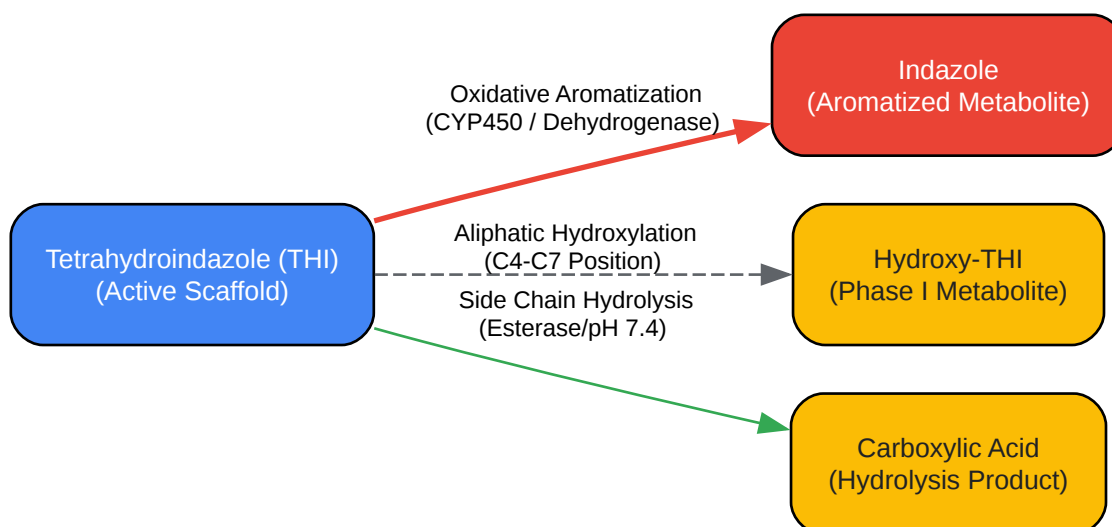 Indazole
(Aromatized Metabolite)
Oxidative Aromatization
(CYP450 / Dehydrogenase)
Tetrahydroindazole (THI)
(Active Scaffold)
Aliphatic Hydroxylation
(C4-C7 Position)
Hydroxy-THI
(Phase I Metabolite)
Side Chain Hydrolysis
(Esterase/pH 7.4)
Carboxylic Acid
(Hydrolysis Product)